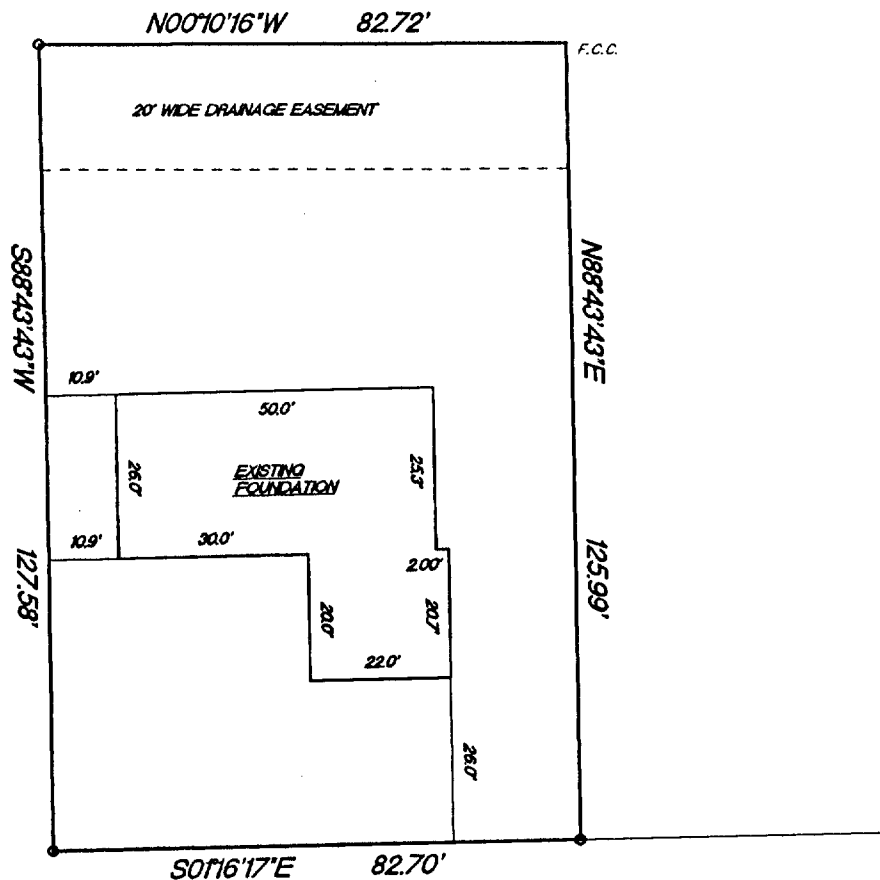 N00°10'16"W 82.72'
F.C.C.
20' WIDE DRAINAGE EASEMENT
S88°43'43"W 127.58'
N88°43'43"E 125.99'
10.9'
50.0'
26.0'
EXISTING
FOUNDATION
25.3'
10.9'
30.0'
2.00'
20.0'
20.7'
22.0'
26.0'
S01°16'17"E 82.70'